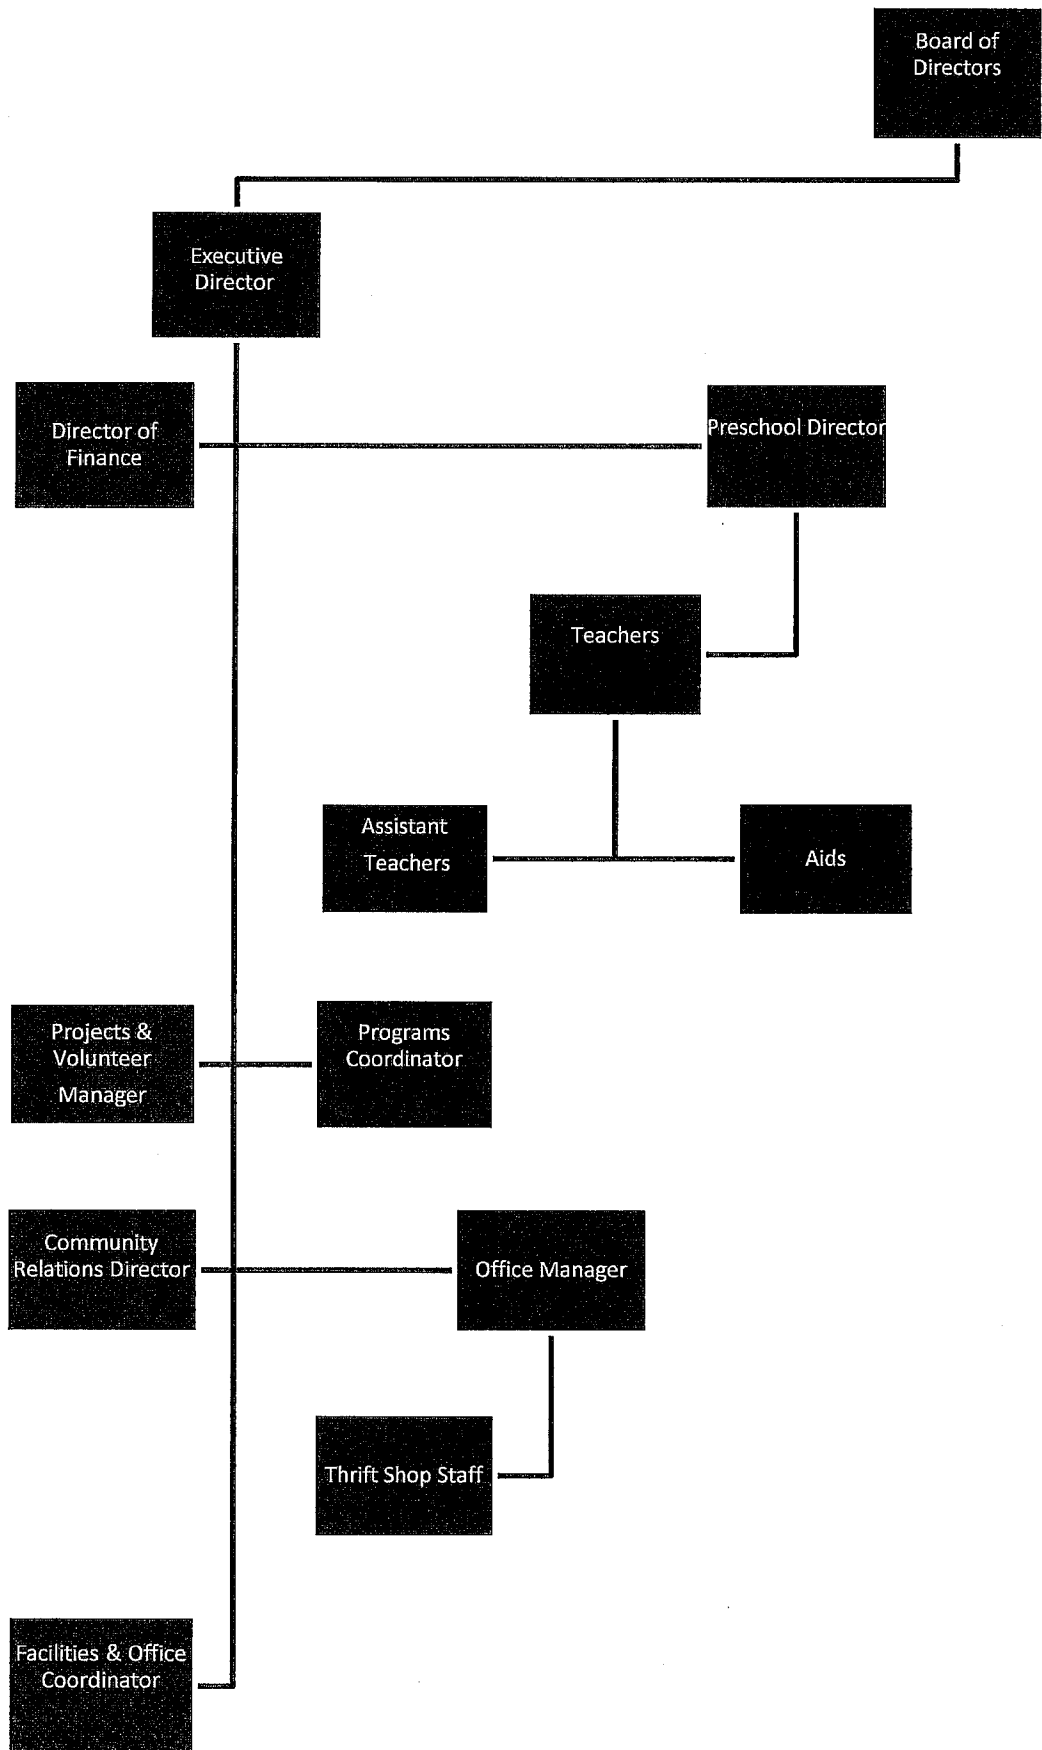 Board of
Directors
Executive
Director
Director of
Finance
Preschool Director
Teachers
Assistant
Teachers
Aids
Projects &
Volunteer
Manager
Programs
Coordinator
Community
Relations Director
Office Manager
Thrift Shop Staff
Facilities & Office
Coordinator